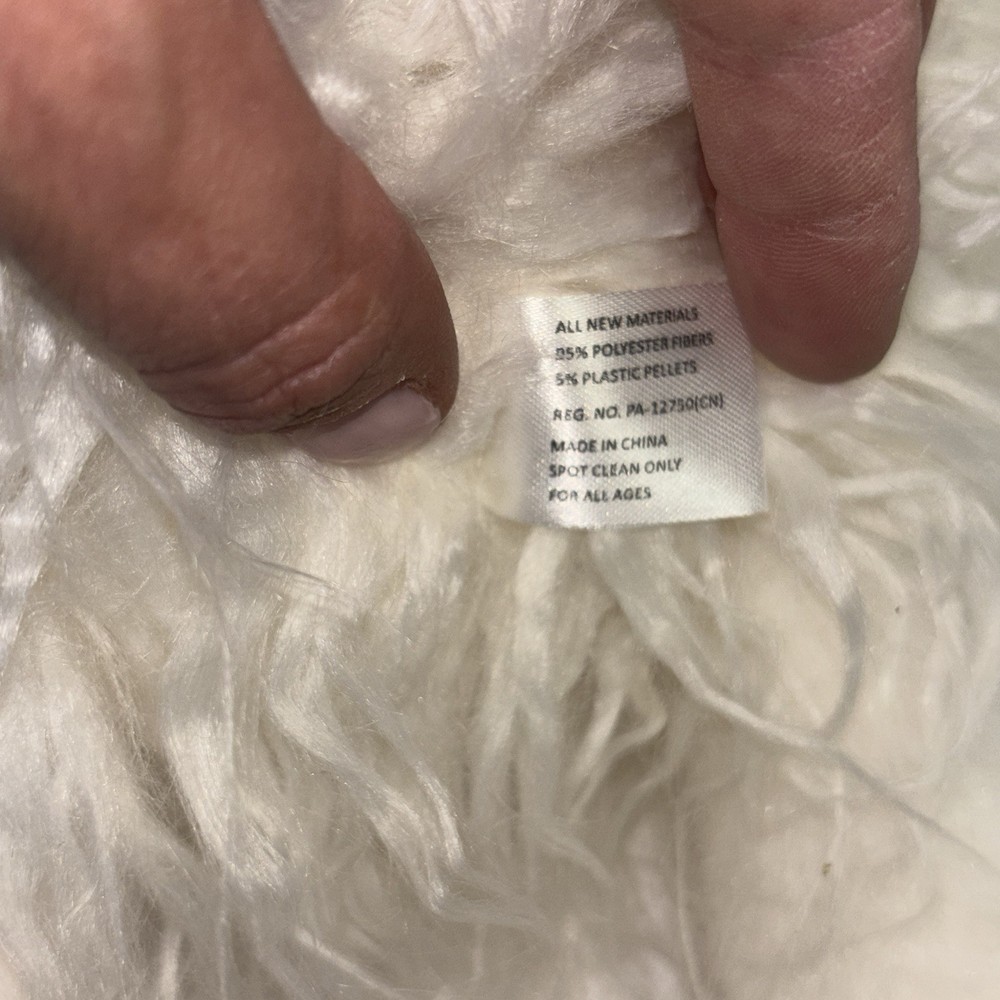 ALL NEW MATERIALS
95% POLYESTER FIBERS
5% PLASTIC PELLETS
REG. NO. PA-12750(CN)
MADE IN CHINA
SPOT CLEAN ONLY
FOR ALL AGES